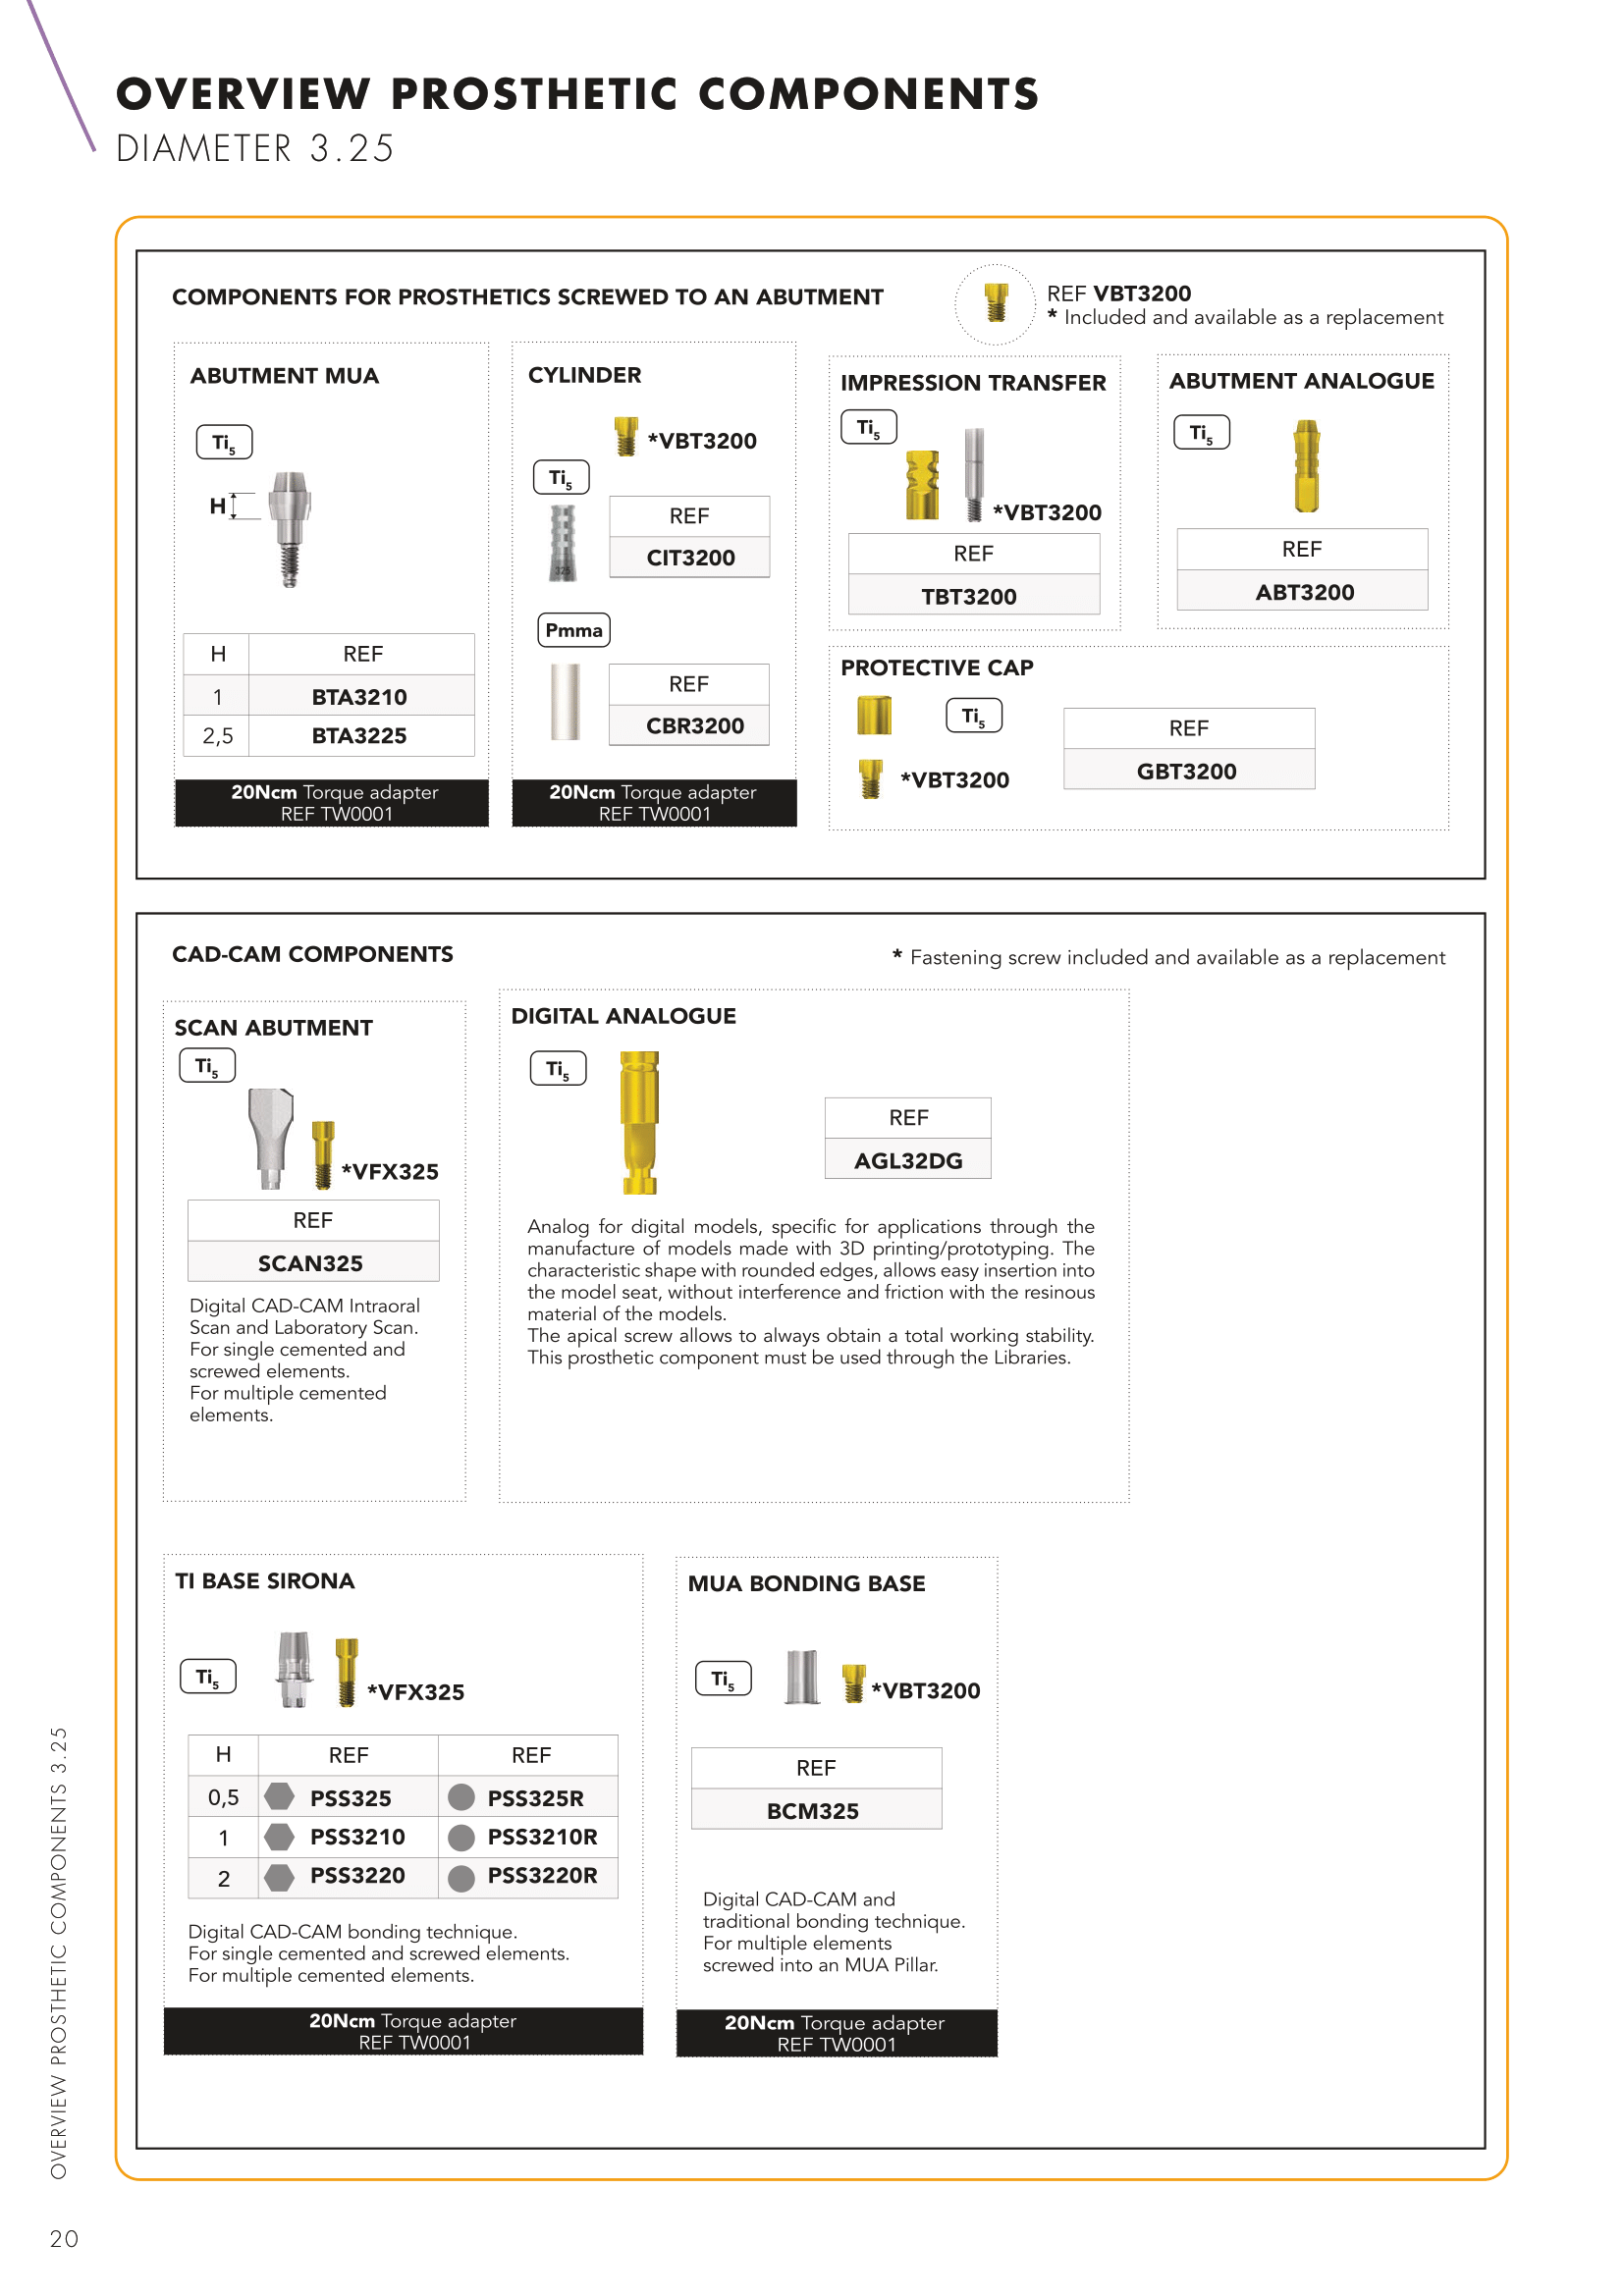 OVERVIEW PROSTHETIC COMPONENTS
DIAMETER 3.25
COMPONENTS FOR PROSTHETICS SCREWED TO AN ABUTMENT
REF VBT3200
* Included and available as a replacement
ABUTMENT MUA
Ti5
H
H REF
1 BTA3210
2,5 BTA3225
20Ncm Torque adapter
REF TW0001
CYLINDER
*VBT3200
Ti5
325
REF
CIT3200
Pmma
REF
CBR3200
20Ncm Torque adapter
REF TW0001
IMPRESSION TRANSFER
Ti5
*VBT3200
REF
TBT3200
ABUTMENT ANALOGUE
Ti5
REF
ABT3200
PROTECTIVE CAP
Ti5
*VBT3200
REF
GBT3200
CAD-CAM COMPONENTS
* Fastening screw included and available as a replacement
SCAN ABUTMENT
Ti5
*VFX325
REF
SCAN325
Digital CAD-CAM Intraoral
Scan and Laboratory Scan.
For single cemented and
screwed elements.
For multiple cemented
elements.
DIGITAL ANALOGUE
Ti5
REF
AGL32DG
Analog for digital models, specific for applications through the
manufacture of models made with 3D printing/prototyping. The
characteristic shape with rounded edges, allows easy insertion into
the model seat, without interference and friction with the resinous
material of the models.
The apical screw allows to always obtain a total working stability.
This prosthetic component must be used through the Libraries.
TI BASE SIRONA
Ti5
*VFX325
H REF REF
0,5 PSS325 PSS325R
1 PSS3210 PSS3210R
2 PSS3220 PSS3220R
Digital CAD-CAM bonding technique.
For single cemented and screwed elements.
For multiple cemented elements.
20Ncm Torque adapter
REF TW0001
MUA BONDING BASE
Ti5
*VBT3200
REF
BCM325
Digital CAD-CAM and
traditional bonding technique.
For multiple elements
screwed into an MUA Pillar.
20Ncm Torque adapter
REF TW0001
OVERVIEW PROSTHETIC COMPONENTS 3.25
20